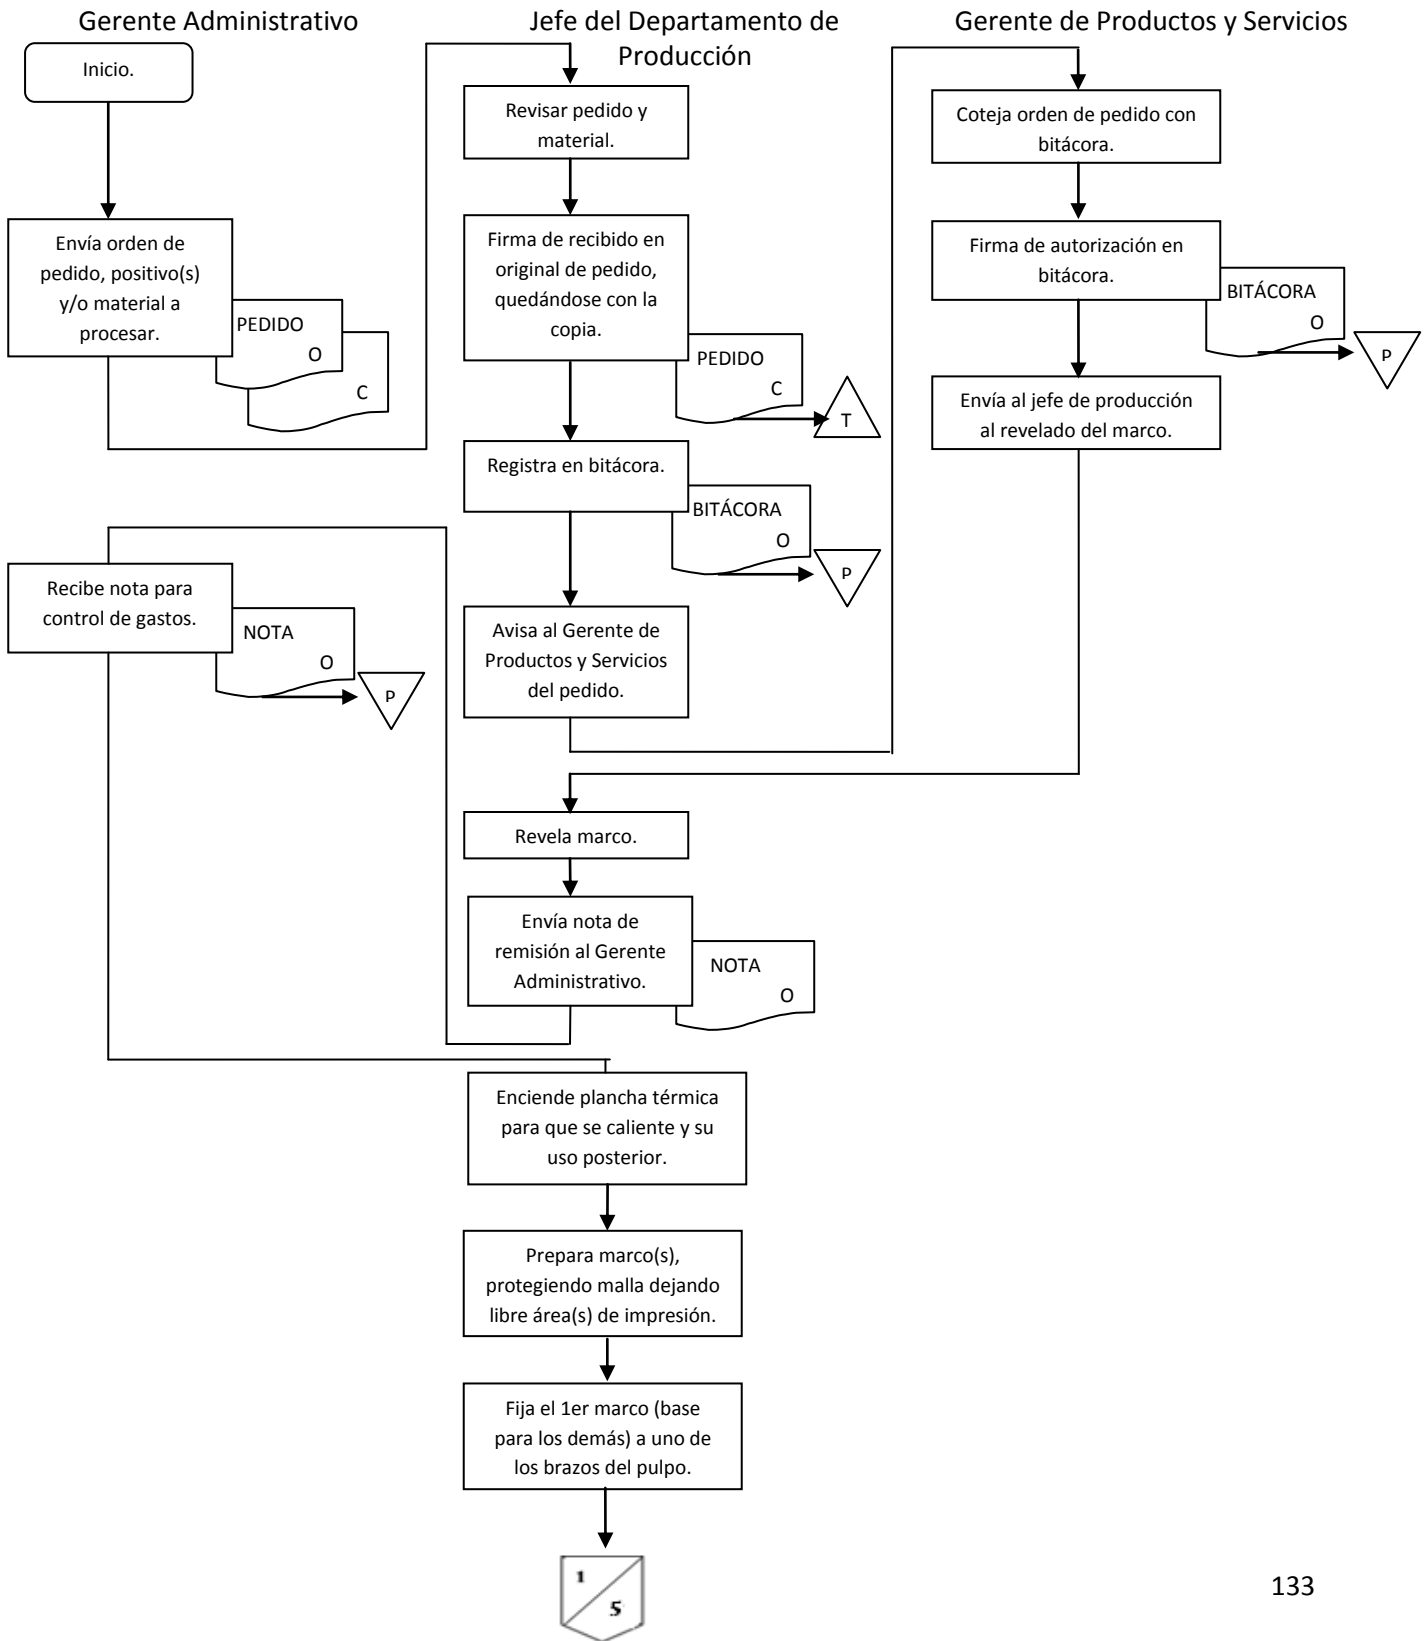 Gerente Administrativo
Jefe del Departamento de
Producción
Gerente de Productos y Servicios
Inicio.
Envía orden de
pedido, positivo(s)
y/o material a
procesar.
PEDIDO
O
C
Revisar pedido y
material.
Firma de recibido en
original de pedido,
quedándose con la
copia.
PEDIDO
C
T
Registra en bitácora.
BITÁCORA
O
P
Avisa al Gerente de
Productos y Servicios
del pedido.
Coteja orden de pedido con
bitácora.
Firma de autorización en
bitácora.
BITÁCORA
O
P
Envía al jefe de producción
al revelado del marco.
Revela marco.
Envía nota de
remisión al Gerente
Administrativo.
NOTA
O
Recibe nota para
control de gastos.
NOTA
O
P
Enciende plancha térmica
para que se caliente y su
uso posterior.
Prepara marco(s),
protegiendo malla dejando
libre área(s) de impresión.
Fija el 1er marco (base
para los demás) a uno de
los brazos del pulpo.
1
5
133